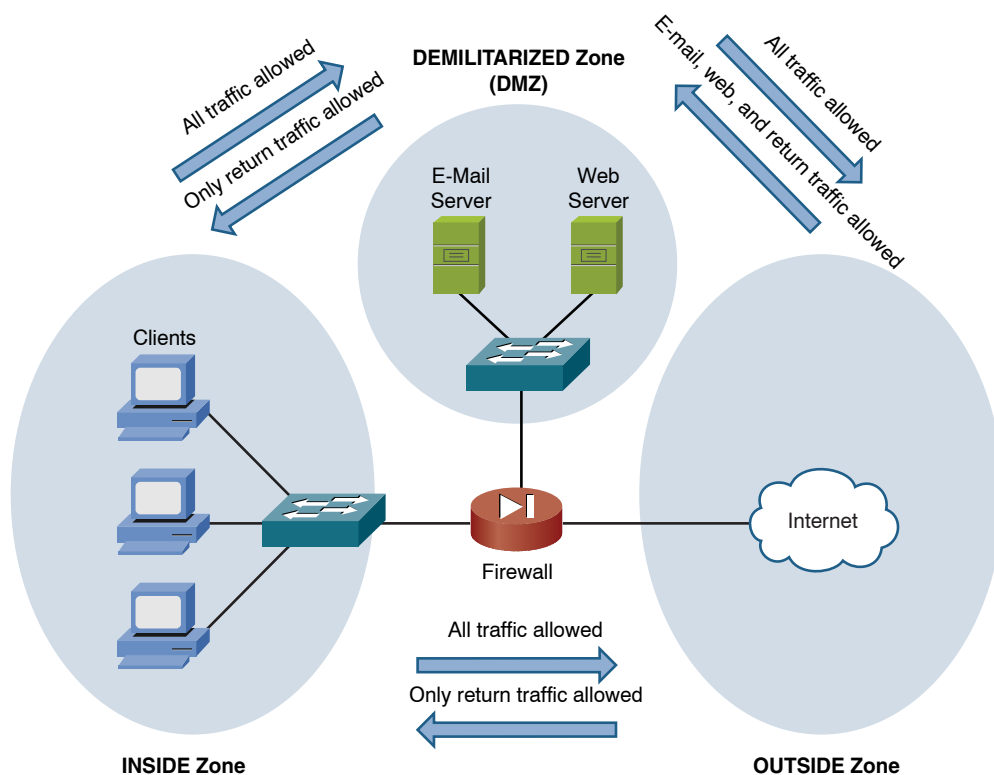 DEMILITARIZED Zone
(DMZ)
All traffic allowed
Only return traffic allowed
All traffic allowed
E-mail, web, and return traffic allowed
E-Mail
Server
Web
Server
Clients
Internet
Firewall
All traffic allowed
Only return traffic allowed
INSIDE Zone
OUTSIDE Zone